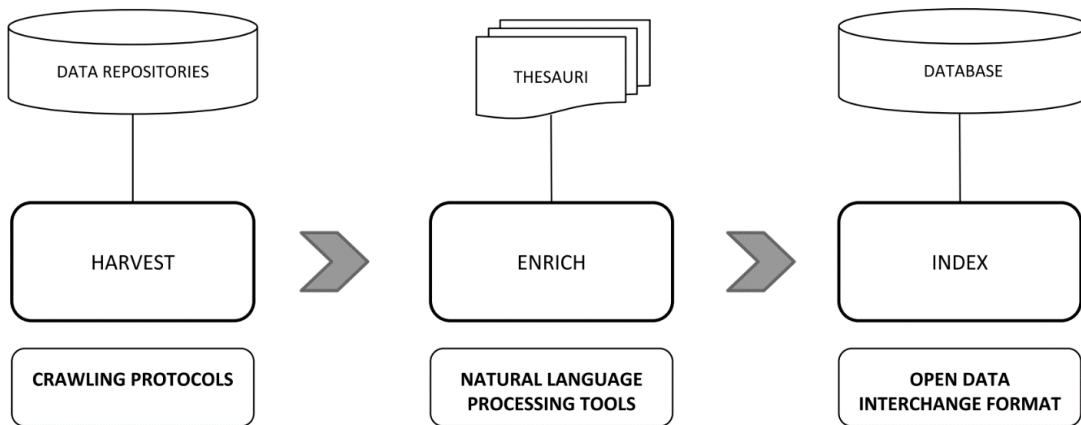 DATA REPOSITORIES
THESAURI
DATABASE
HARVEST
ENRICH
INDEX
CRAWLING PROTOCOLS
NATURAL LANGUAGE
PROCESSING TOOLS
OPEN DATA
INTERCHANGE FORMAT